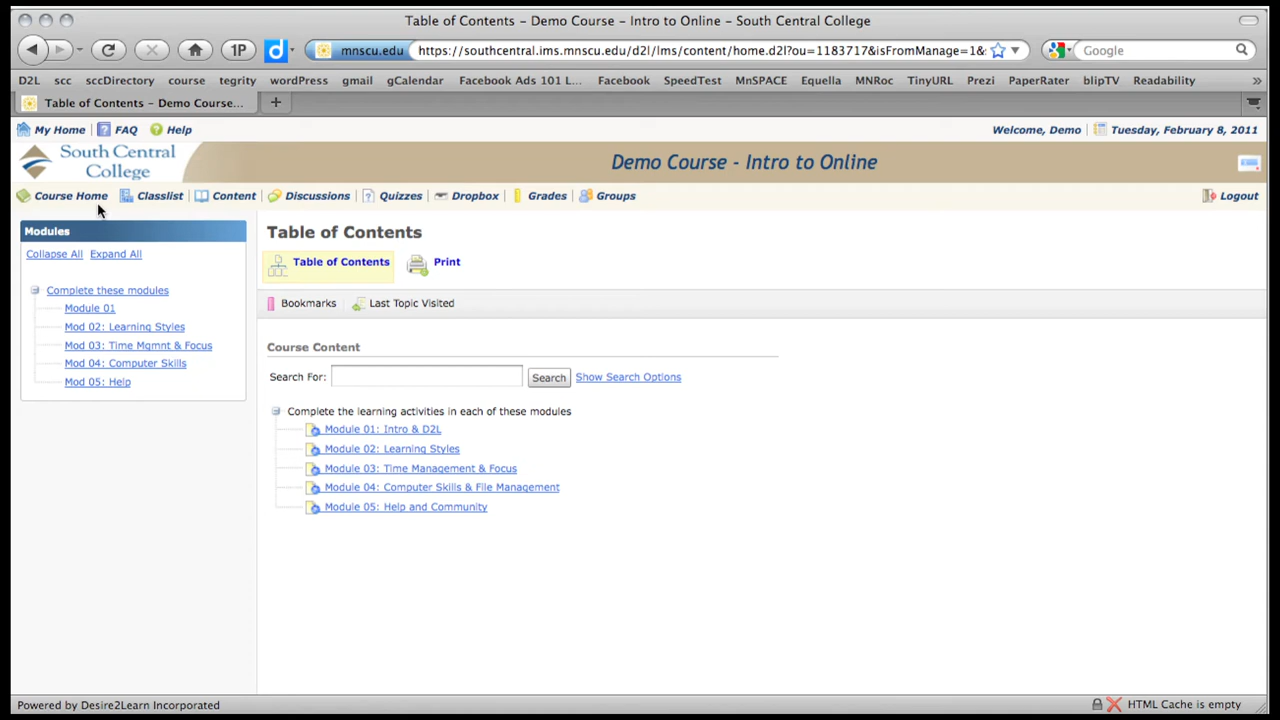 Table of Contents – Demo Course – Intro to Online – South Central College
1P d mnscu.edu https://southcentral.ims.mnscu.edu/d2l/lms/content/home.d2l?ou=1183717&isFromManage=1& Google
D2L scc sccDirectory course tegrity wordPress gmail gCalendar Facebook Ads 101 L... Facebook SpeedTest MnSPACE Equella MNRoc TinyURL Prezi PaperRater blipTV Readability »
Table of Contents – Demo Course... +
My Home FAQ Help Welcome, Demo Tuesday, February 8, 2011
South Central
College
Demo Course - Intro to Online
Course Home Classlist Content Discussions Quizzes Dropbox Grades Groups Logout
Modules
Collapse All Expand All
Complete these modules
Module 01
Mod 02: Learning Styles
Mod 03: Time Mgmnt & Focus
Mod 04: Computer Skills
Mod 05: Help
Table of Contents
Table of Contents Print
Bookmarks Last Topic Visited
Course Content
Search For: Search Show Search Options
Complete the learning activities in each of these modules
Module 01: Intro & D2L
Module 02: Learning Styles
Module 03: Time Management & Focus
Module 04: Computer Skills & File Management
Module 05: Help and Community
Powered by Desire2Learn Incorporated HTML Cache is empty